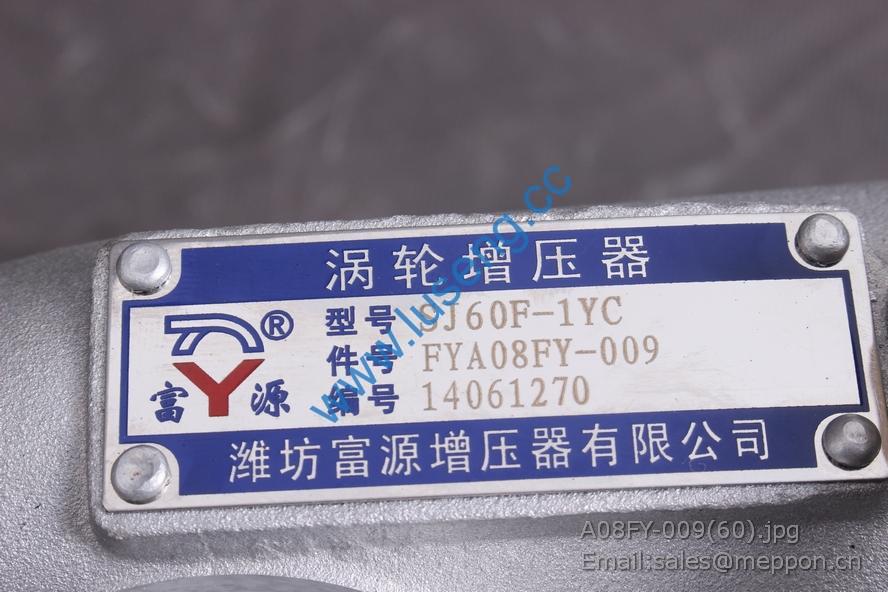 涡轮增压器
型号 SJ60F-1YC
件号 FYA08FY-009
编号 14061270
®
富 源
潍坊富源增压器有限公司
www.luseng.cc
A08FY-009(60).jpg
Email:sales@meppon.cn